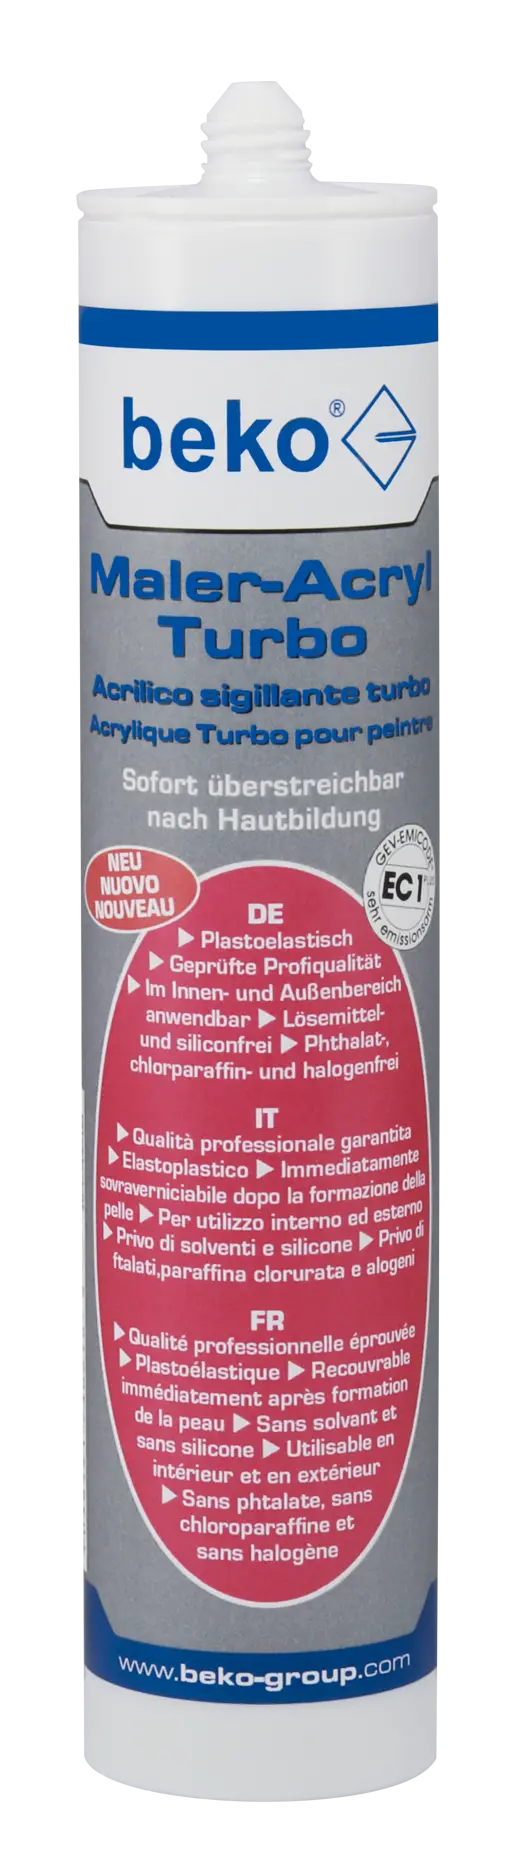 beko®
Maler-Acryl
Turbo
Acrilico sigillante turbo
Acrylique Turbo pour peintre
Sofort überstreichbar
nach Hautbildung
NEU
NUOVO
NOUVEAU
GEV-EMICODE
EC1 PLUS
sehr emissionsarm
DE
▶ Plastoelastisch
▶ Geprüfte Profiqualität
▶ Im Innen- und Außenbereich
anwendbar ▶ Lösemittel-
und siliconfrei ▶ Phthalat-,
chlorparaffin- und halogenfrei
IT
▶ Qualità professionale garantita
▶ Elastoplastico ▶ Immediatamente
sovraverniciabile dopo la formazione della
pelle ▶ Per utilizzo interno ed esterno
▶ Privo di solventi e silicone ▶ Privo di
ftalati,paraffina clorurata e alogeni
FR
▶ Qualité professionnelle éprouvée
▶ Plastoélastique ▶ Recouvrable
immédiatement après formation
de la peau ▶ Sans solvant et
sans silicone ▶ Utilisable en
intérieur et en extérieur
▶ Sans phtalate, sans
chloroparaffine et
sans halogène
www.beko-group.com